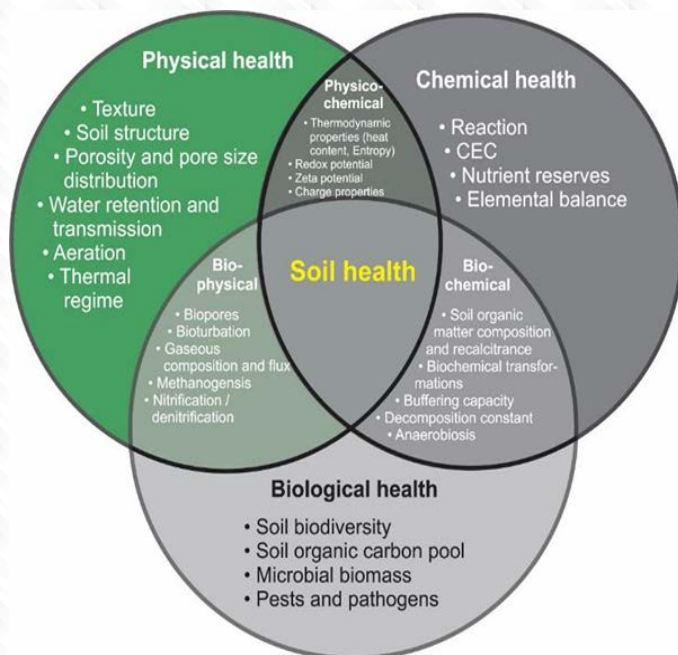 Physical health
• Texture
• Soil structure
• Porosity and pore size
distribution
• Water retention and
transmission
• Aeration
• Thermal
regime
Physico-
chemical
• Thermodynamic
properties (heat
content, Entropy)
• Redox potential
• Zeta potential
• Charge properties
Chemical health
• Reaction
• CEC
• Nutrient reserves
• Elemental balance
Bio-
physical
• Biopores
• Bioturbation
• Gaseous
composition and flux
• Methanogensis
• Nitrification /
denitrification
Soil health
Bio-
chemical
• Soil organic
matter composition
and recalcitrance
• Biochemical transfor-
mations
• Buffering capacity
• Decomposition constant
• Anaerobiosis
Biological health
• Soil biodiversity
• Soil organic carbon pool
• Microbial biomass
• Pests and pathogens